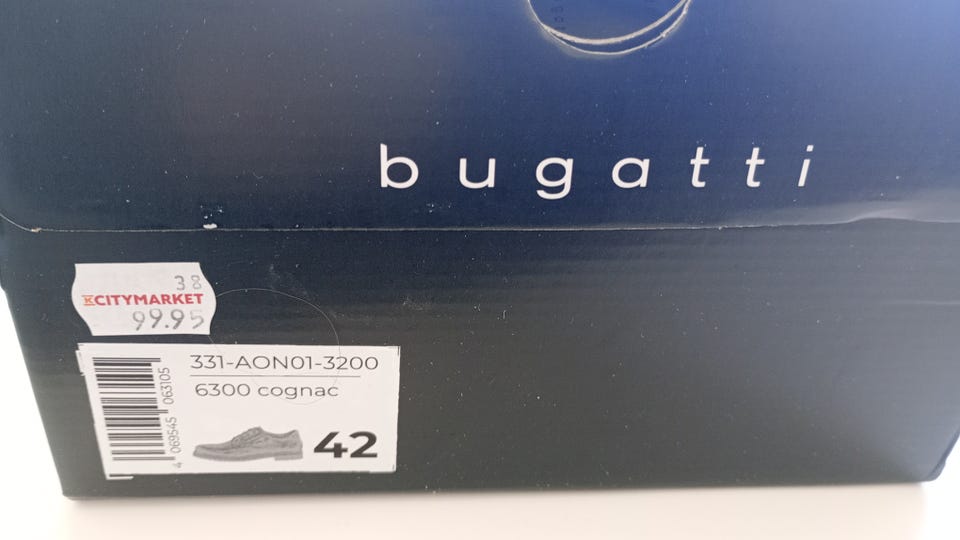 bugatti
38
K CITYMARKET
99.95
331-AON01-3200
6300 cognac
42
4 069545 063105